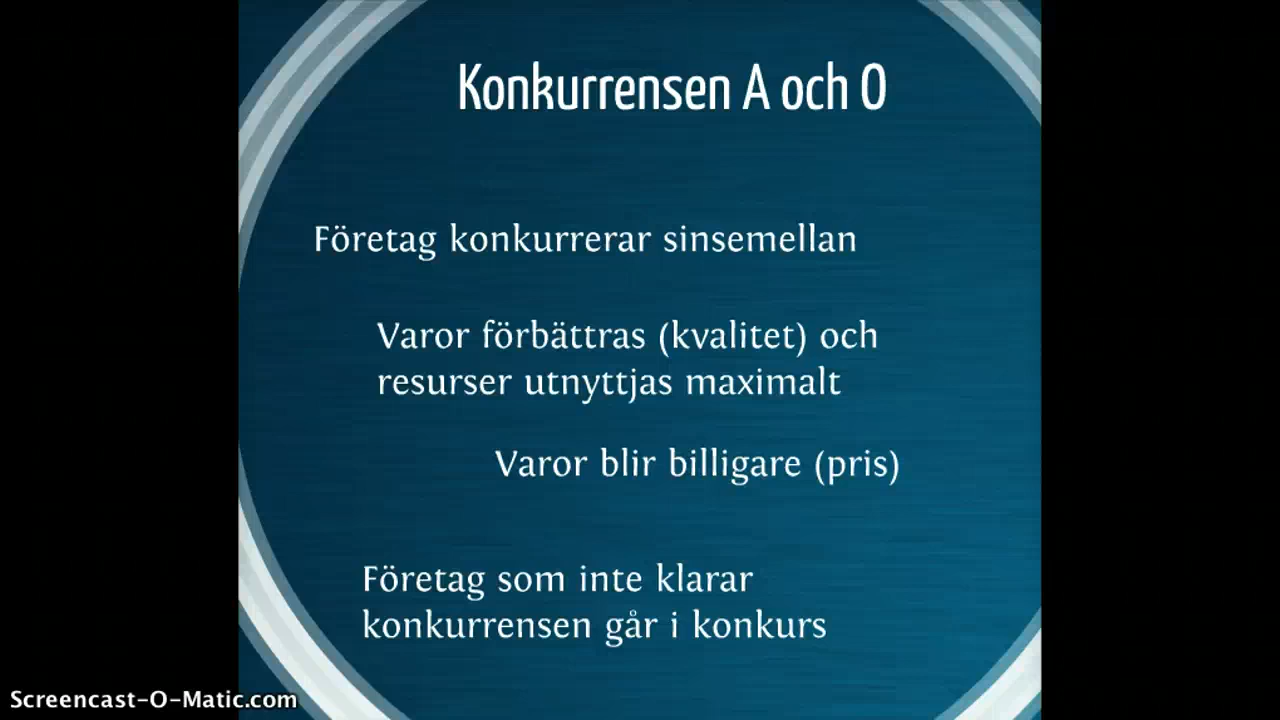 Konkurrensen A och O
Företag konkurrerar sinsemellan
Varor förbättras (kvalitet) och
resurser utnyttjas maximalt
Varor blir billigare (pris)
Företag som inte klarar
konkurrensen går i konkurs
Screencast-O-Matic.com